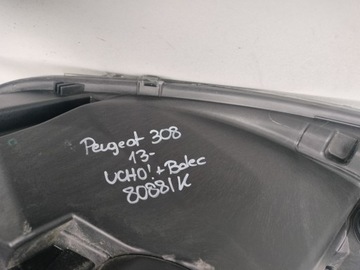 Peugeot 308
13-
UCHO! + Bolec
80881K